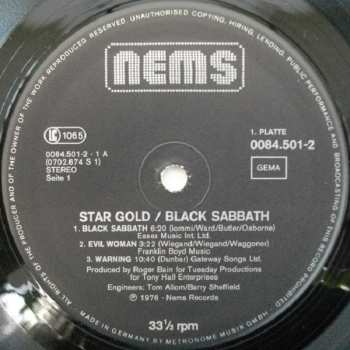 ALL RIGHTS RESERVED. UNAUTHORISED COPYING, HIRING, LENDING, PUBLIC PERFORMANCE AND BROADCASTING OF THIS RECORD PROHIBITED.
nems
LC 1065
0084.501-2 - 1 A
(0702.674 S 1)
STEREO
Seite 1
1. PLATTE
0084.501-2
GEMA
STAR GOLD / BLACK SABBATH
1. BLACK SABBATH 6:20 (Iommi/Ward/Butler/Osborne)
Essex Music Int. Ltd.
2. EVIL WOMAN 3:22 (Wiegand/Wiegand/Waggoner)
Franklin Boyd Music
3. WARNING 10:40 (Dunbar) Gateway Songs Ltd.
Produced by Roger Bain for Tuesday Productions
for Tony Hall Enterprises
Engineers: Tom Allom/Barry Sheffield
℗ 1976 - Nems Records
33⅓ rpm
MADE IN GERMANY BY METRONOME MUSIK GMBH
PRODUCER AND OF THE OWNER OF THE WORK REPRODUCED